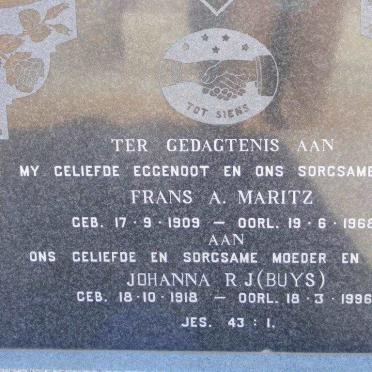 TOT SIENS
TER GEDAGTENIS AAN
MY GELIEFDE EGGENOOT EN ONS SORGSAME
FRANS A. MARITZ
GEB. 17·9·1909 – OORL. 19·6·1968
AAN
ONS GELIEFDE EN SORGSAME MOEDER EN
JOHANNA R.J(BUYS)
GEB. 18·10·1918 – OORL. 18·3·1996
JES. 43:1.